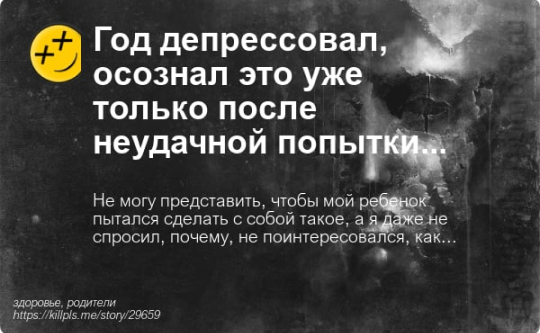 Год депрессовал,
осознал это уже
только после
неудачной попытки...
Не могу представить, чтобы мой ребенок
пытался сделать с собой такое, а я даже не
спросил, почему, не поинтересовался, как...
здоровье, родители
https://killpls.me/story/29659